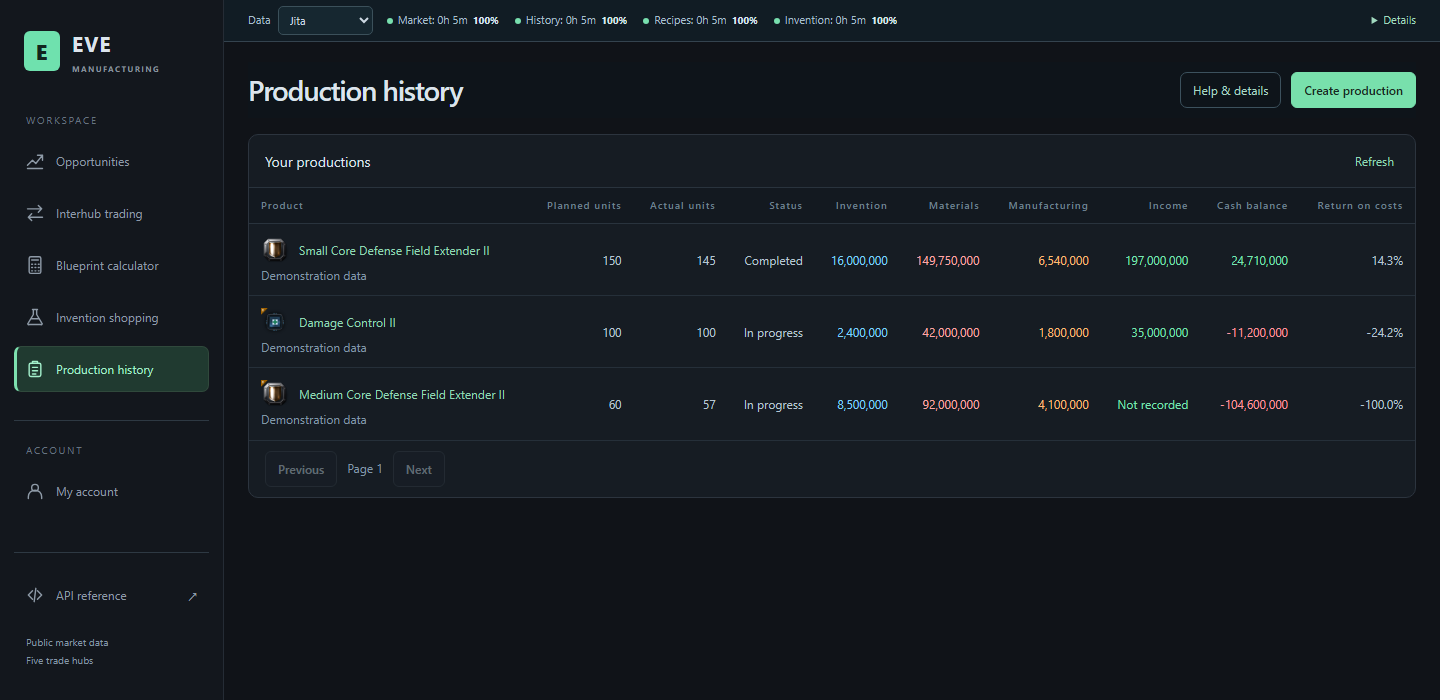 E
EVE
MANUFACTURING
WORKSPACE
Opportunities
Interhub trading
Blueprint calculator
Invention shopping
Production history
ACCOUNT
My account
API reference ↗
Public market data
Five trade hubs
Data Jita Market: 0h 5m 100% History: 0h 5m 100% Recipes: 0h 5m 100% Invention: 0h 5m 100% ▶ Details
Production history
Help & details
Create production
Your productions
Refresh
Product Planned units Actual units Status Invention Materials Manufacturing Income Cash balance Return on costs
Small Core Defense Field Extender II
Demonstration data
150 145 Completed 16,000,000 149,750,000 6,540,000 197,000,000 24,710,000 14.3%
Damage Control II
Demonstration data
100 100 In progress 2,400,000 42,000,000 1,800,000 35,000,000 -11,200,000 -24.2%
Medium Core Defense Field Extender II
Demonstration data
60 57 In progress 8,500,000 92,000,000 4,100,000 Not recorded -104,600,000 -100.0%
Previous Page 1 Next